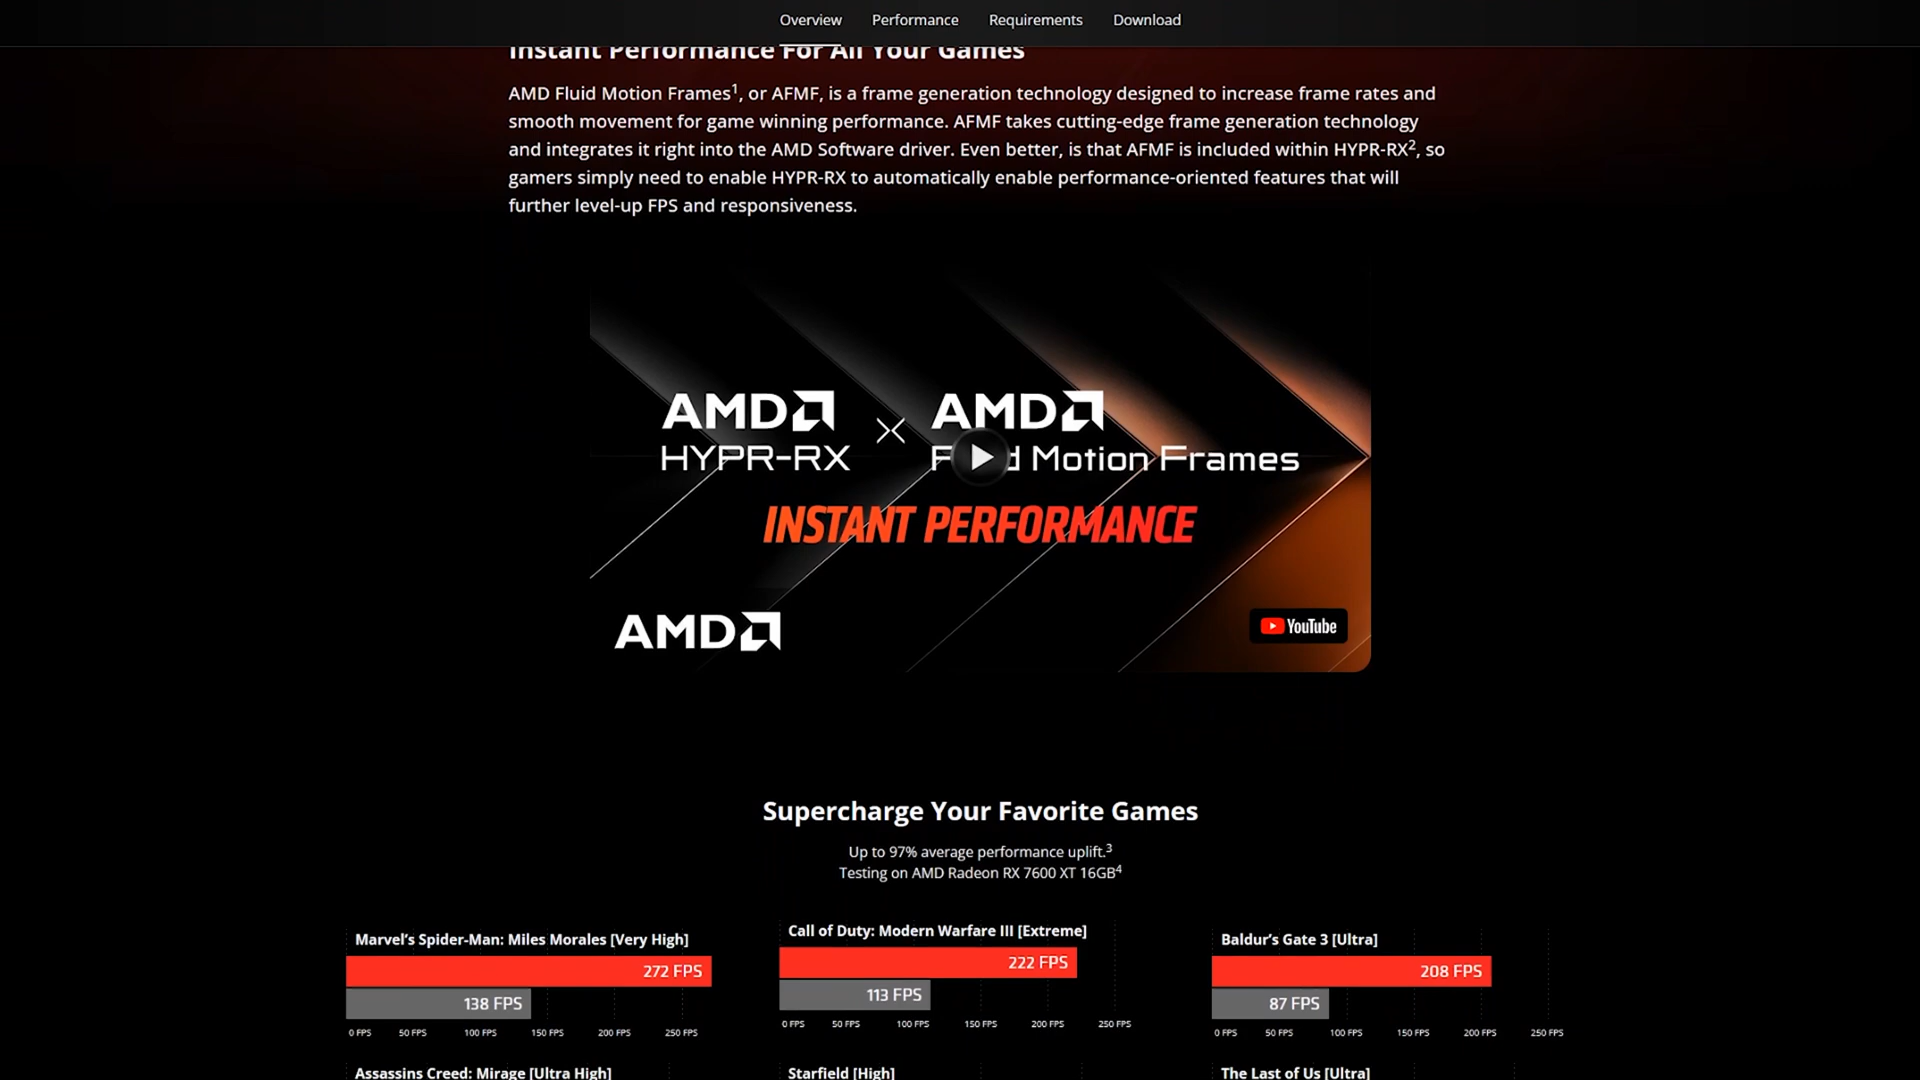 Overview Performance Requirements Download
Instant Performance For All Your Games
AMD Fluid Motion Frames1, or AFMF, is a frame generation technology designed to increase frame rates and
smooth movement for game winning performance. AFMF takes cutting-edge frame generation technology
and integrates it right into the AMD Software driver. Even better, is that AFMF is included within HYPR-RX2, so
gamers simply need to enable HYPR-RX to automatically enable performance-oriented features that will
further level-up FPS and responsiveness.
AMD
HYPR-RX
AMD
Motion Frames
INSTANT PERFORMANCE
AMD
YouTube
Supercharge Your Favorite Games
Up to 97% average performance uplift.3
Testing on AMD Radeon RX 7600 XT 16GB4
Marvel’s Spider-Man: Miles Morales [Very High]
272 FPS
138 FPS
0 FPS 50 FPS 100 FPS 150 FPS 200 FPS 250 FPS
Call of Duty: Modern Warfare III [Extreme]
222 FPS
113 FPS
0 FPS 50 FPS 100 FPS 150 FPS 200 FPS 250 FPS
Baldur’s Gate 3 [Ultra]
208 FPS
87 FPS
0 FPS 50 FPS 100 FPS 150 FPS 200 FPS 250 FPS
Assassins Creed: Mirage [Ultra High]
Starfield [High]
The Last of Us [Ultra]